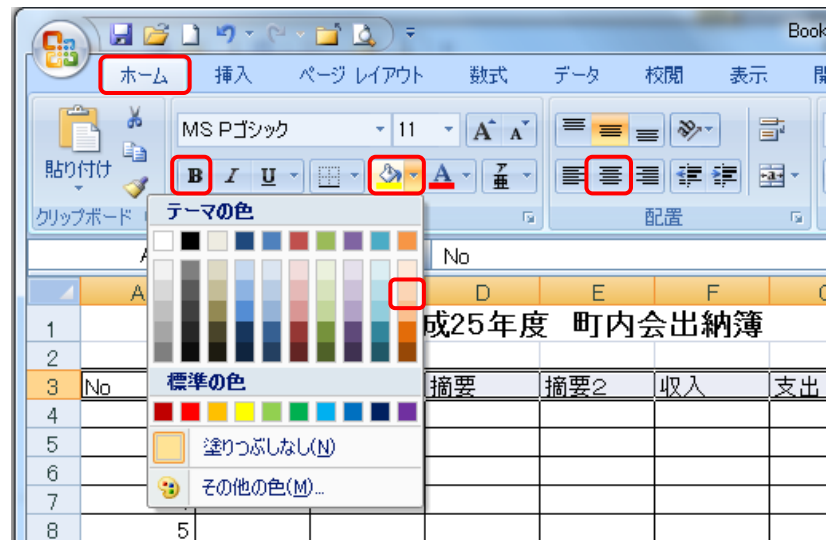 Book
ホーム 挿入 ページ レイアウト 数式 データ 校閲 表示
MS Pゴシック 11 A A
貼り付け B I U A ア亜 a
クリップボード 配置
テーマの色
No
A D E F
1 成25年度 町内会出納簿
2
3 No 摘要 摘要2 収入 支出
4
標準の色
5 塗りつぶしなし(N)
6
7 その他の色(M)...
8 5